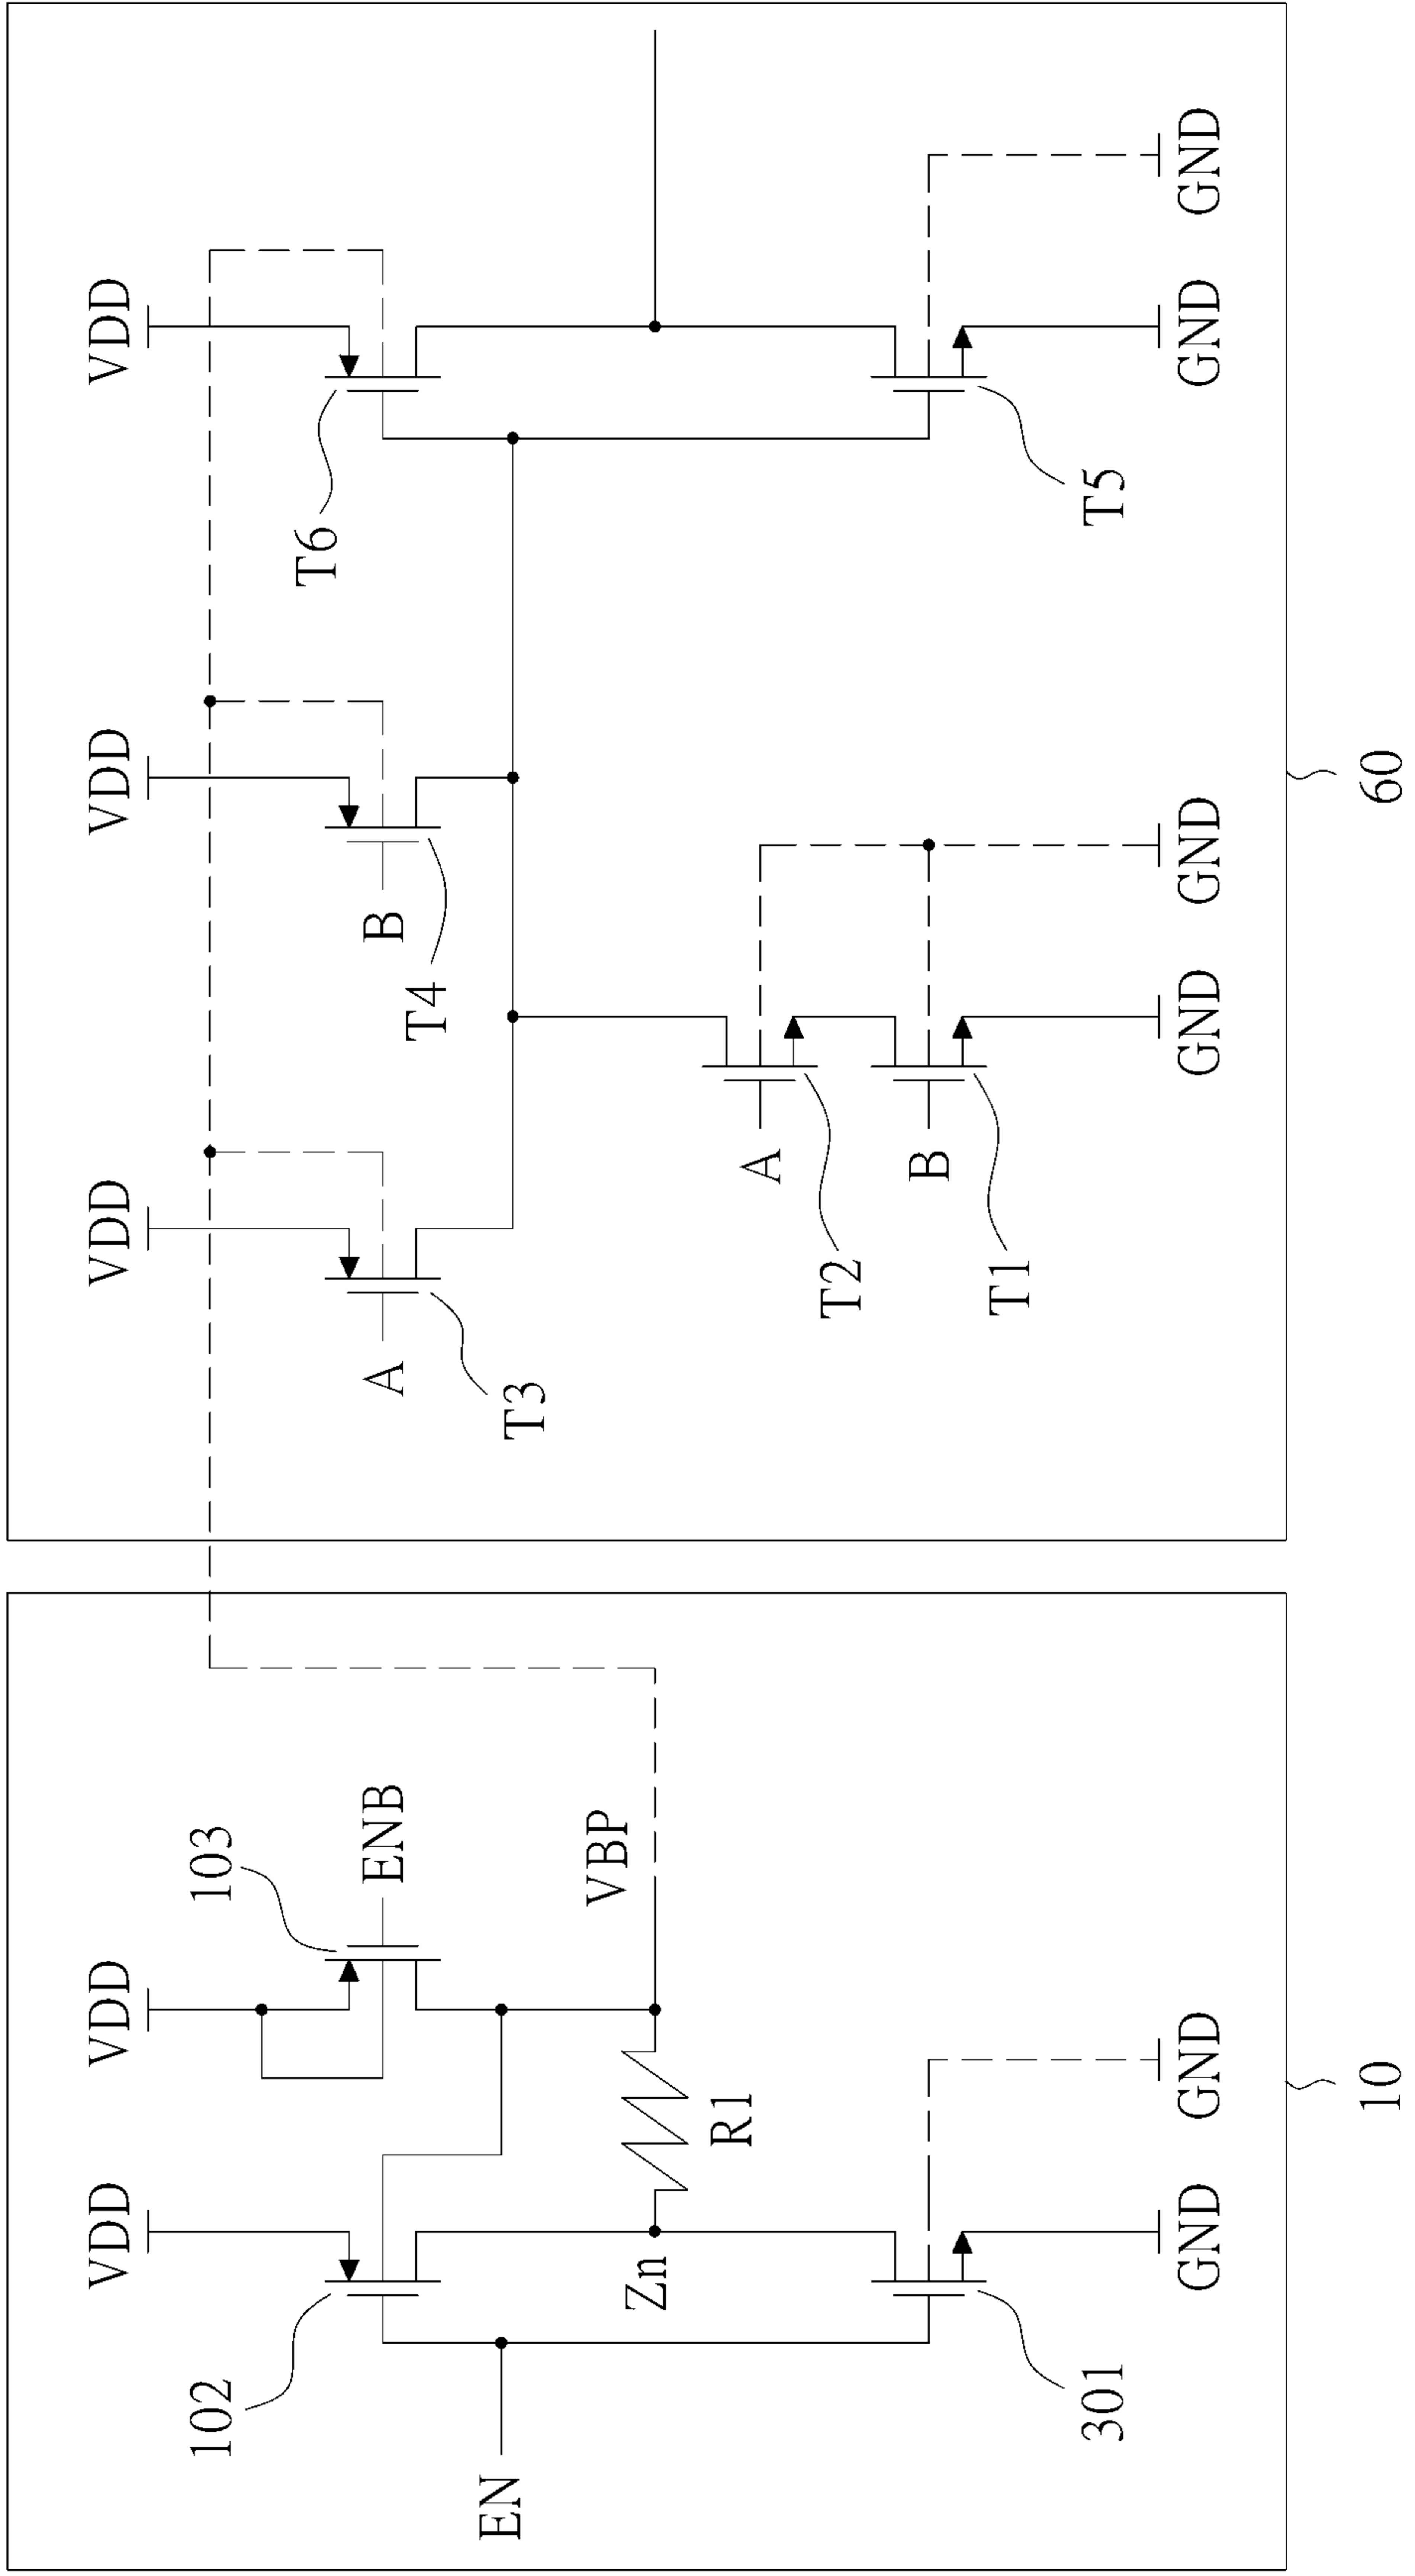 VDD
VDD
VDD
VDD
VDD
102
103
ENB
A
T3
B
T4
T6
EN
Zn
R1
VBP
A
T2
B
T1
T5
301
GND
GND
GND
GND
GND
GND
10
60